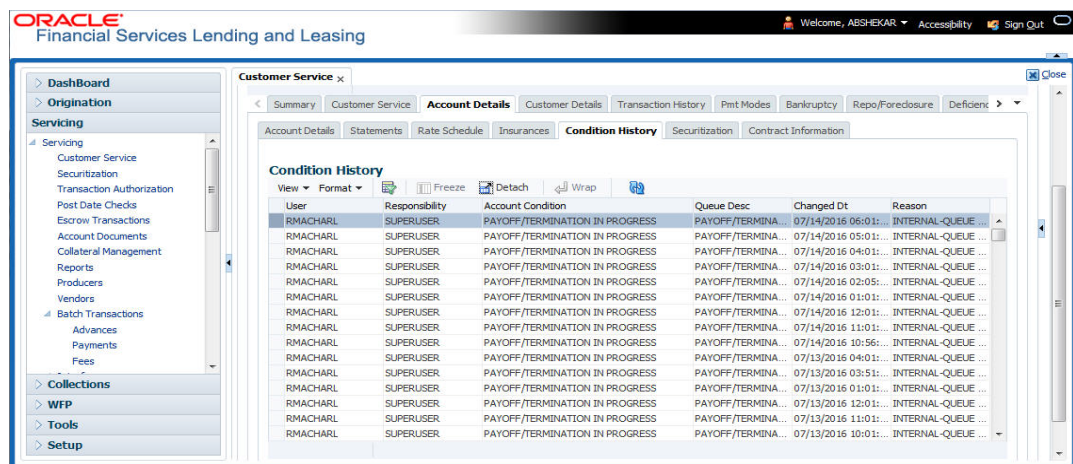 ORACLE
Financial Services Lending and Leasing
Welcome, ABSHEKAR Accessibility Sign Out
DashBoard
Origination
Servicing
Servicing
Customer Service
Securitization
Transaction Authorization
Post Date Checks
Escrow Transactions
Account Documents
Collateral Management
Reports
Producers
Vendors
Batch Transactions
Advances
Payments
Fees
Collections
WFP
Tools
Setup
Customer Service x
Close
Summary Customer Service Account Details Customer Details Transaction History Pmt Modes Bankruptcy Repo/Foreclosure Deficienc
Account Details Statements Rate Schedule Insurances Condition History Securitization Contract Information
Condition History
View Format Freeze Detach Wrap
User Responsibility Account Condition Queue Desc Changed Dt Reason
RMACHARL SUPERUSER PAYOFF/TERMINATION IN PROGRESS PAYOFF/TERMINA... 07/14/2016 06:01:... INTERNAL-QUEUE ...
RMACHARL SUPERUSER PAYOFF/TERMINATION IN PROGRESS PAYOFF/TERMINA... 07/14/2016 05:01:... INTERNAL-QUEUE ...
RMACHARL SUPERUSER PAYOFF/TERMINATION IN PROGRESS PAYOFF/TERMINA... 07/14/2016 04:01:... INTERNAL-QUEUE ...
RMACHARL SUPERUSER PAYOFF/TERMINATION IN PROGRESS PAYOFF/TERMINA... 07/14/2016 03:01:... INTERNAL-QUEUE ...
RMACHARL SUPERUSER PAYOFF/TERMINATION IN PROGRESS PAYOFF/TERMINA... 07/14/2016 02:05:... INTERNAL-QUEUE ...
RMACHARL SUPERUSER PAYOFF/TERMINATION IN PROGRESS PAYOFF/TERMINA... 07/14/2016 01:01:... INTERNAL-QUEUE ...
RMACHARL SUPERUSER PAYOFF/TERMINATION IN PROGRESS PAYOFF/TERMINA... 07/14/2016 12:01:... INTERNAL-QUEUE ...
RMACHARL SUPERUSER PAYOFF/TERMINATION IN PROGRESS PAYOFF/TERMINA... 07/14/2016 11:01:... INTERNAL-QUEUE ...
RMACHARL SUPERUSER PAYOFF/TERMINATION IN PROGRESS PAYOFF/TERMINA... 07/14/2016 10:56:... INTERNAL-QUEUE ...
RMACHARL SUPERUSER PAYOFF/TERMINATION IN PROGRESS PAYOFF/TERMINA... 07/13/2016 04:01:... INTERNAL-QUEUE ...
RMACHARL SUPERUSER PAYOFF/TERMINATION IN PROGRESS PAYOFF/TERMINA... 07/13/2016 03:51:... INTERNAL-QUEUE ...
RMACHARL SUPERUSER PAYOFF/TERMINATION IN PROGRESS PAYOFF/TERMINA... 07/13/2016 01:01:... INTERNAL-QUEUE ...
RMACHARL SUPERUSER PAYOFF/TERMINATION IN PROGRESS PAYOFF/TERMINA... 07/13/2016 12:01:... INTERNAL-QUEUE ...
RMACHARL SUPERUSER PAYOFF/TERMINATION IN PROGRESS PAYOFF/TERMINA... 07/13/2016 11:01:... INTERNAL-QUEUE ...
RMACHARL SUPERUSER PAYOFF/TERMINATION IN PROGRESS PAYOFF/TERMINA... 07/13/2016 10:01:... INTERNAL-QUEUE ...